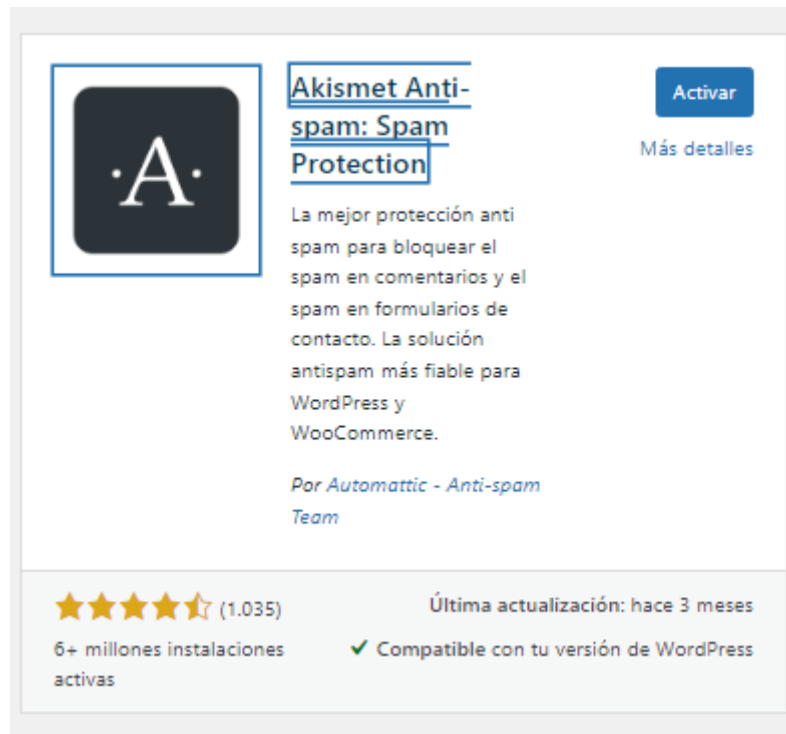 ·A·
Akismet Anti-
spam: Spam
Protection
Activar
Más detalles
La mejor protección anti
spam para bloquear el
spam en comentarios y el
spam en formularios de
contacto. La solución
antispam más fiable para
WordPress y
WooCommerce.
Por Automattic - Anti-spam
Team
(1.035)
6+ millones instalaciones
activas
Última actualización: hace 3 meses
Compatible con tu versión de WordPress